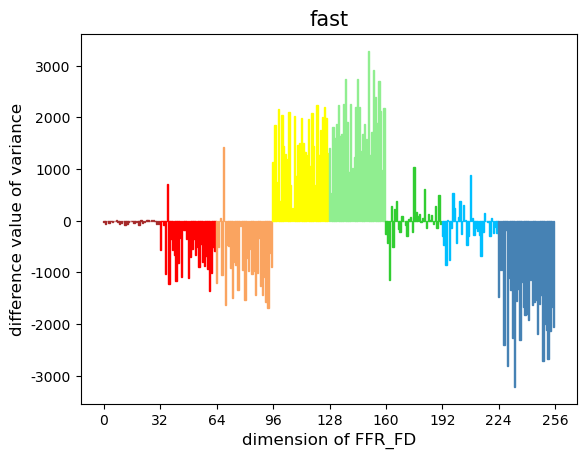 fast
difference value of variance
3000
2000
1000
0
-1000
-2000
-3000
0 32 64 96 128 160 192 224 256
dimension of FFR_FD